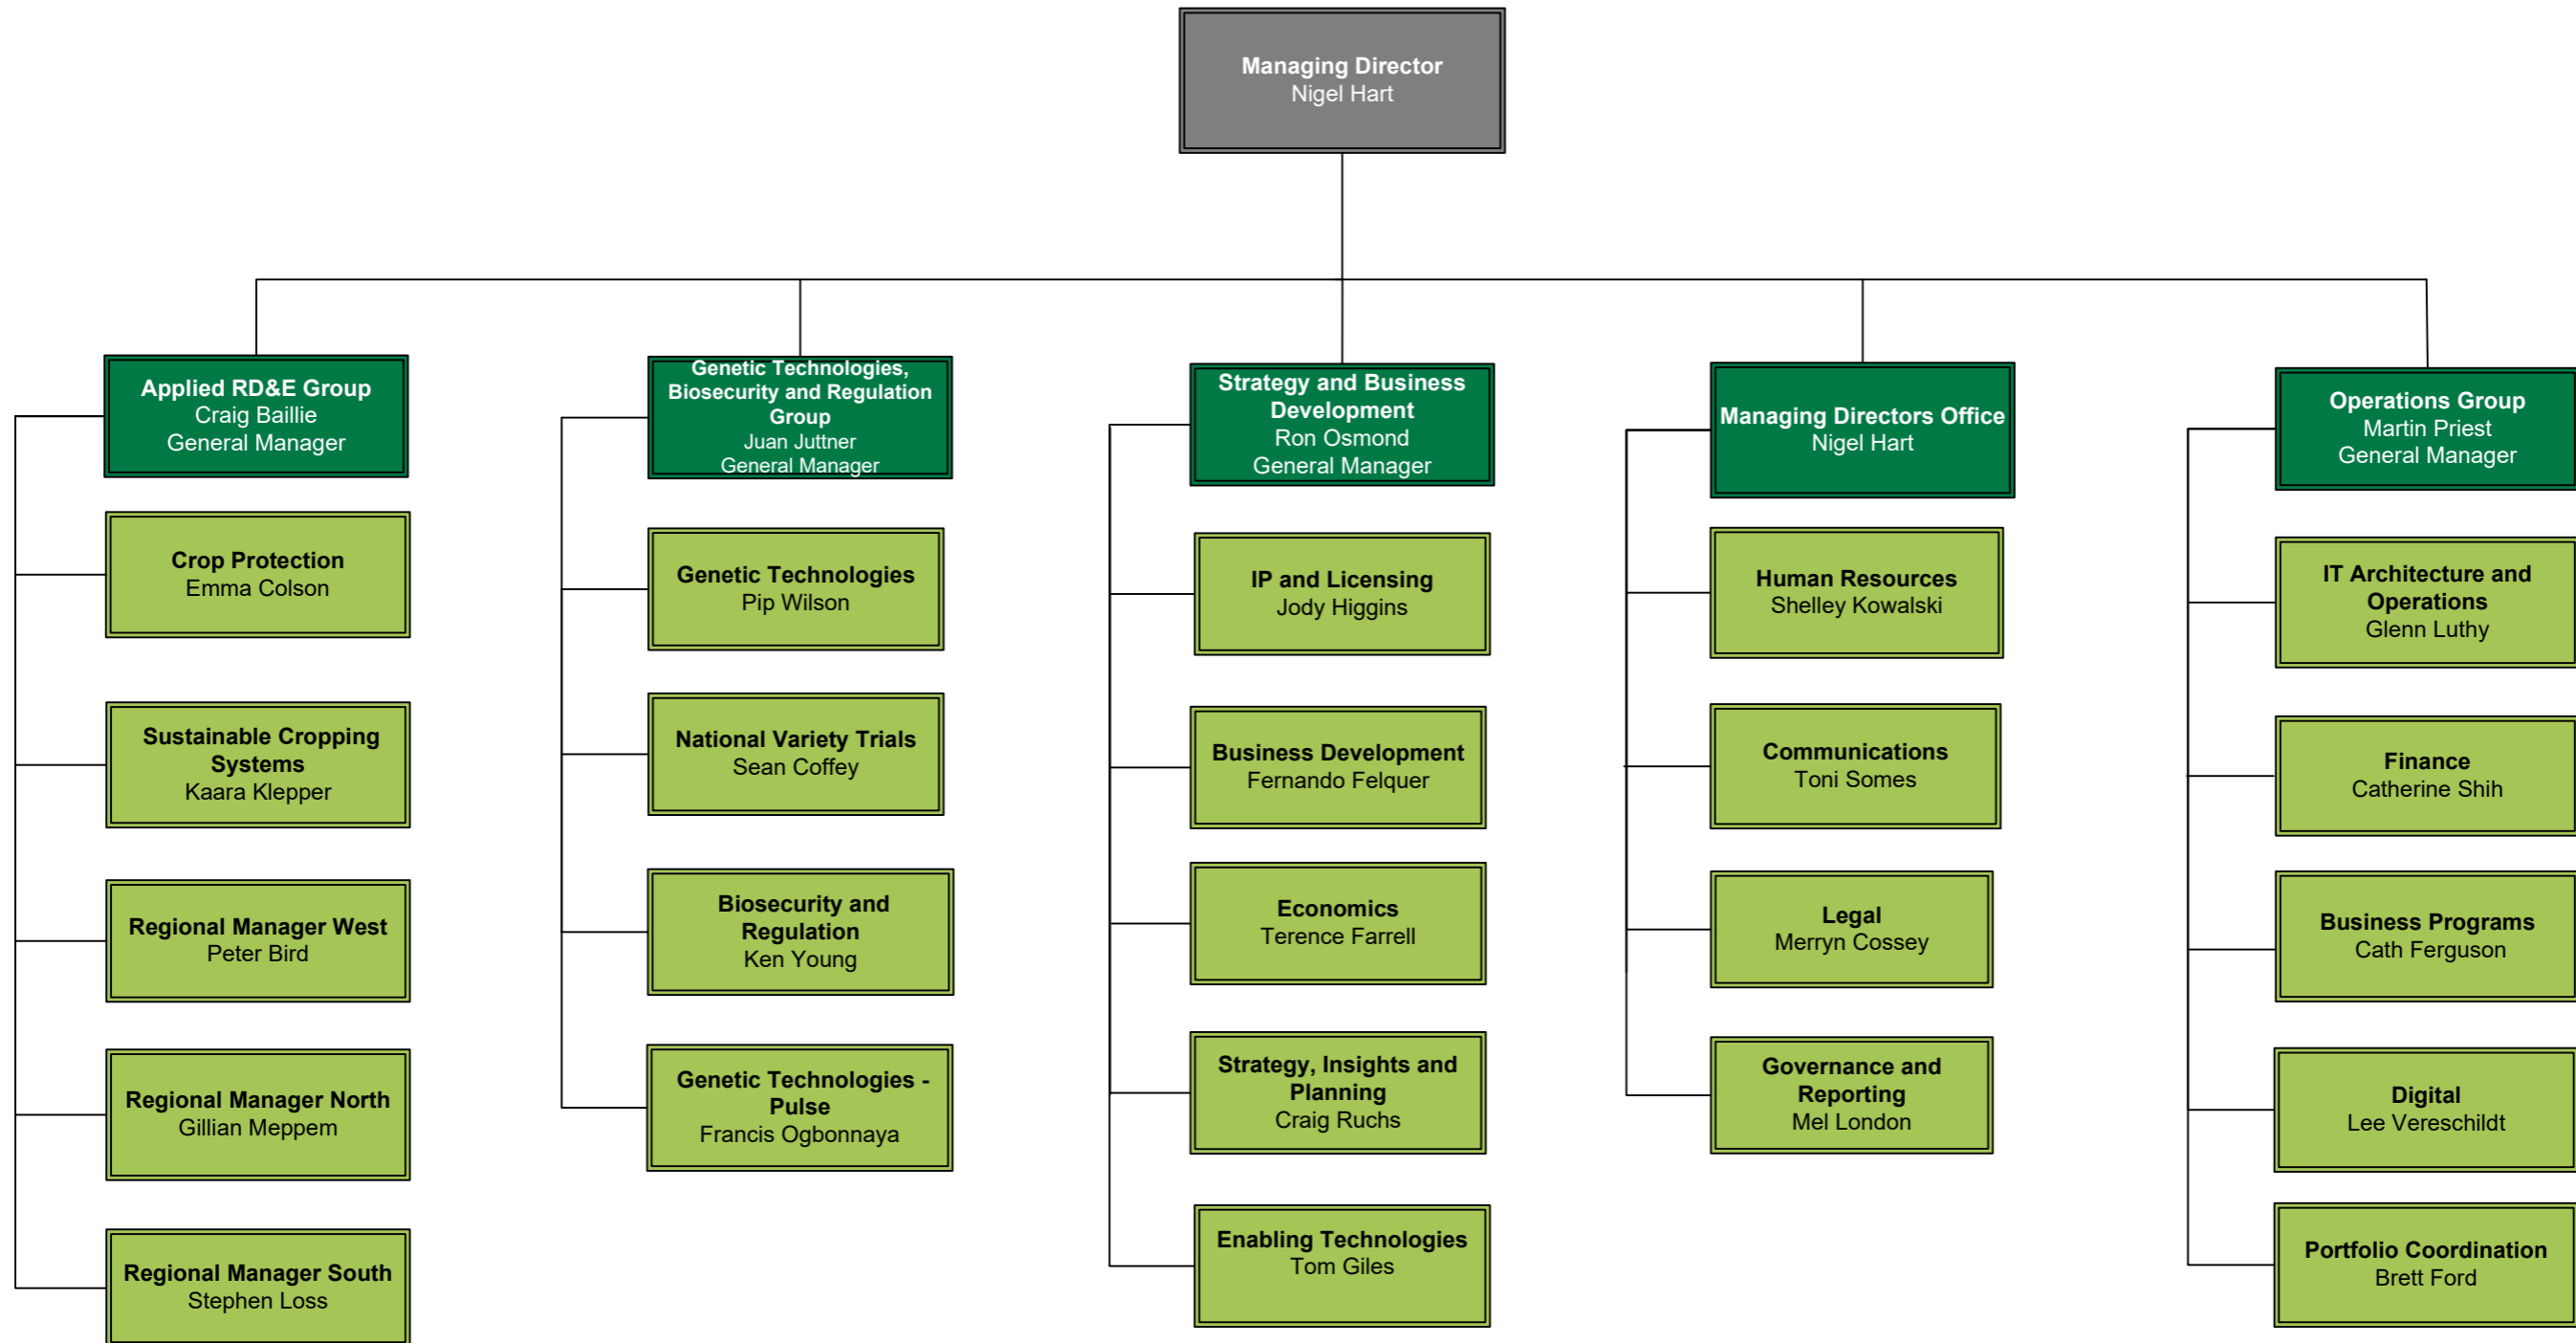 Managing Director
Nigel Hart
Applied RD&E Group
Craig Baillie
General Manager
Crop Protection
Emma Colson
Sustainable Cropping
Systems
Kaara Klepper
Regional Manager West
Peter Bird
Regional Manager North
Gillian Meppem
Regional Manager South
Stephen Loss
Genetic Technologies,
Biosecurity and Regulation
Group
Juan Juttner
General Manager
Genetic Technologies
Pip Wilson
National Variety Trials
Sean Coffey
Biosecurity and
Regulation
Ken Young
Genetic Technologies -
Pulse
Francis Ogbonnaya
Strategy and Business
Development
Ron Osmond
General Manager
IP and Licensing
Jody Higgins
Business Development
Fernando Felquer
Economics
Terence Farrell
Strategy, Insights and
Planning
Craig Ruchs
Enabling Technologies
Tom Giles
Managing Directors Office
Nigel Hart
Human Resources
Shelley Kowalski
Communications
Toni Somes
Legal
Merryn Cossey
Governance and
Reporting
Mel London
Operations Group
Martin Priest
General Manager
IT Architecture and
Operations
Glenn Luthy
Finance
Catherine Shih
Business Programs
Cath Ferguson
Digital
Lee Vereschildt
Portfolio Coordination
Brett Ford